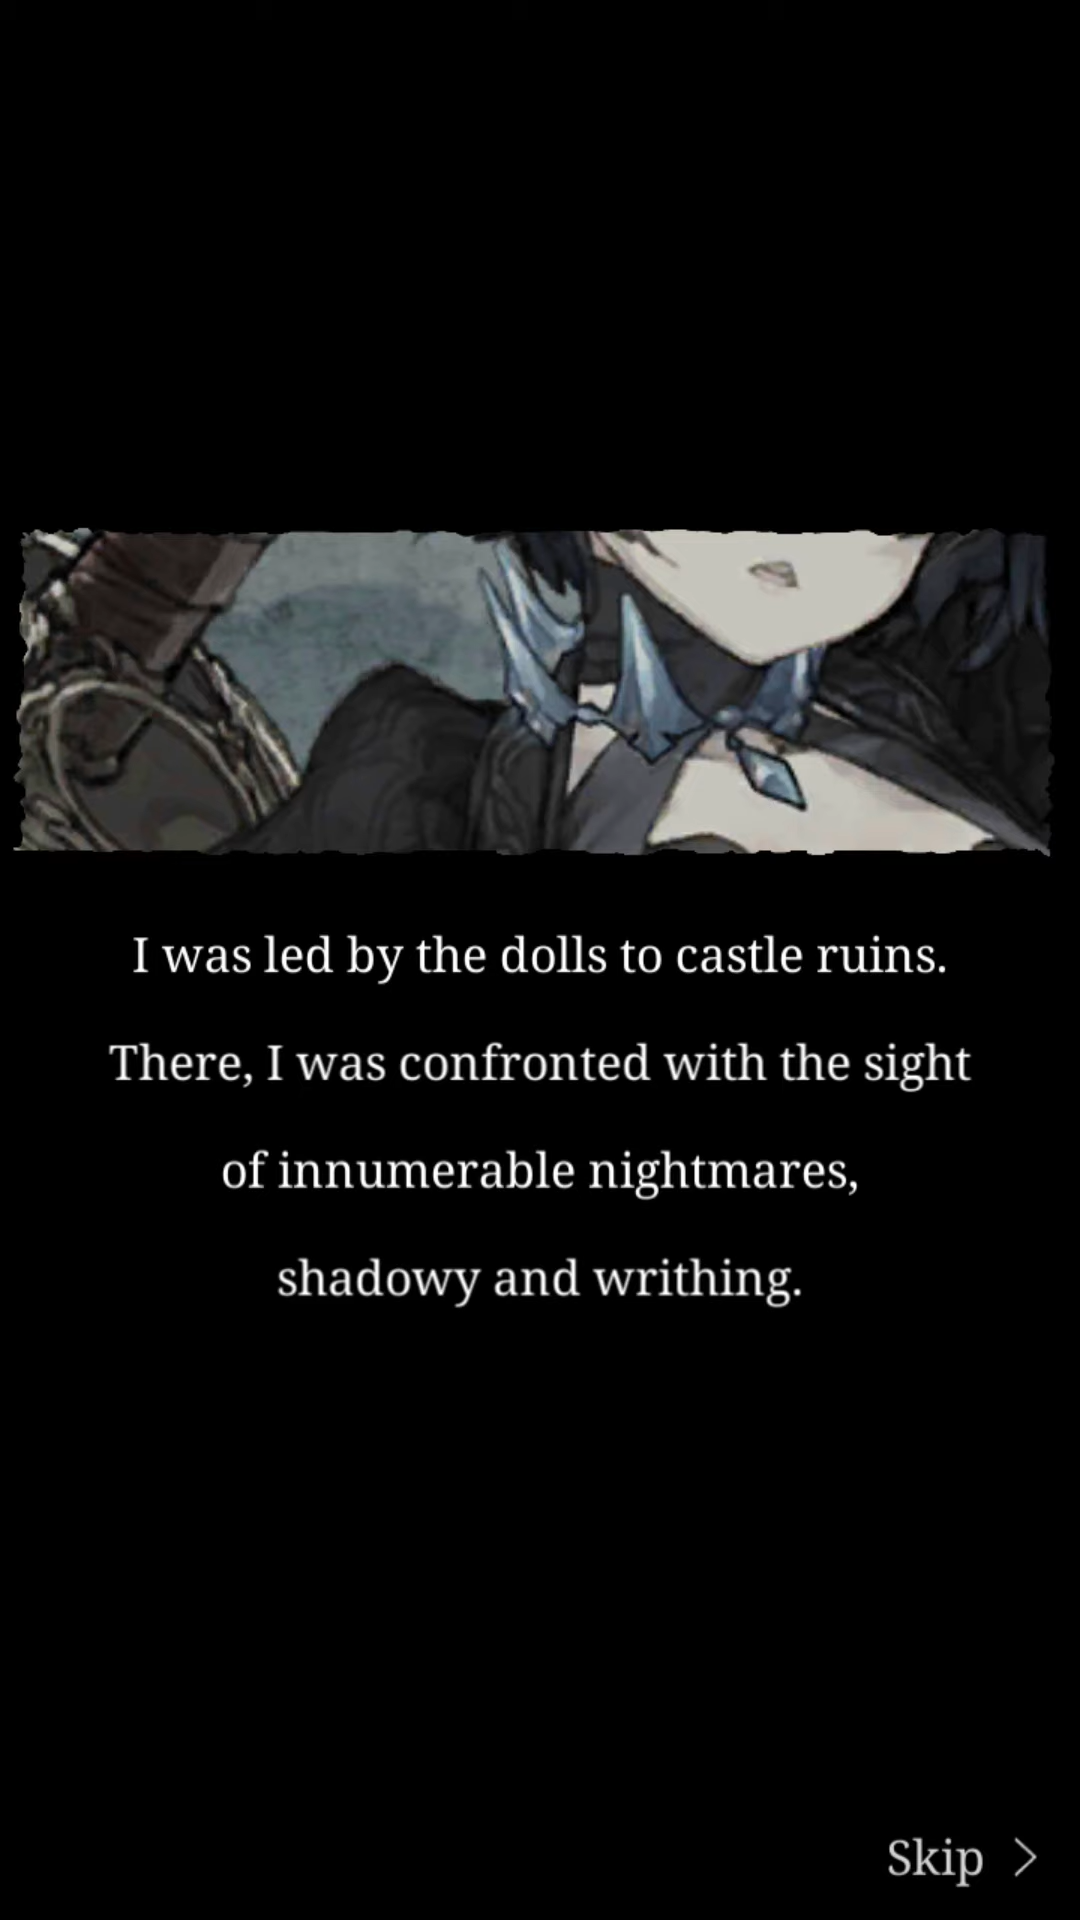 I was led by the dolls to castle ruins.
There, I was confronted with the sight
of innumerable nightmares,
shadowy and writhing.
Skip >